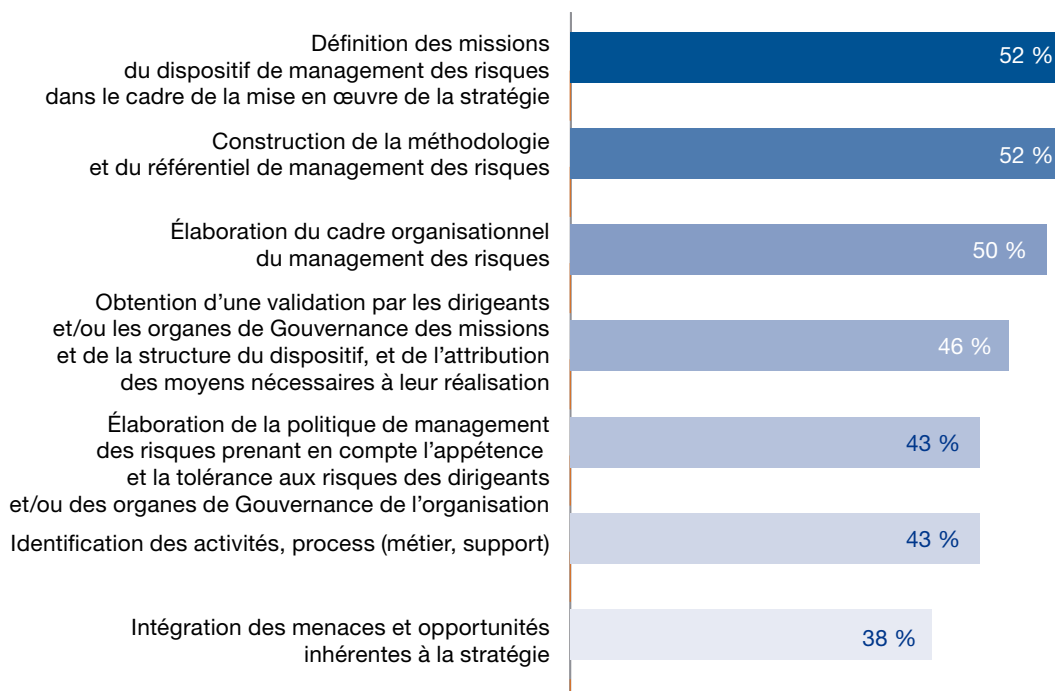 Définition des missions
du dispositif de management des risques
dans le cadre de la mise en œuvre de la stratégie
52 %
Construction de la méthodologie
et du référentiel de management des risques
52 %
Élaboration du cadre organisationnel
du management des risques
50 %
Obtention d’une validation par les dirigeants
et/ou les organes de Gouvernance des missions
et de la structure du dispositif, et de l’attribution
des moyens nécessaires à leur réalisation
46 %
Élaboration de la politique de management
des risques prenant en compte l’appétence
et la tolérance aux risques des dirigeants
et/ou des organes de Gouvernance de l’organisation
43 %
Identification des activités, process (métier, support)
43 %
Intégration des menaces et opportunités
inhérentes à la stratégie
38 %